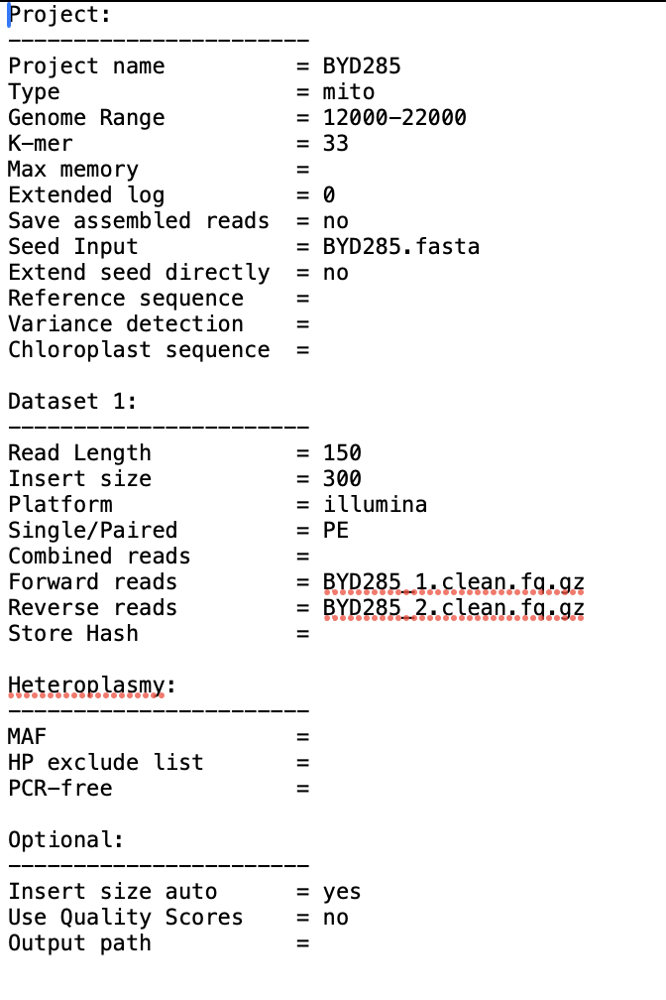 Project:
-----------------------
Project name          = BYD285
Type                  = mito
Genome Range          = 12000-22000
K-mer                 = 33
Max memory            =
Extended log          = 0
Save assembled reads  = no
Seed Input            = BYD285.fasta
Extend seed directly  = no
Reference sequence    =
Variance detection    =
Chloroplast sequence  =
Dataset 1:
-----------------------
Read Length           = 150
Insert size           = 300
Platform              = illumina
Single/Paired         = PE
Combined reads        =
Forward reads         = BYD285_1.clean.fq.gz
Reverse reads         = BYD285_2.clean.fq.gz
Store Hash            =
Heteroplasmy:
-----------------------
MAF                   =
HP exclude list       =
PCR-free              =
Optional:
-----------------------
Insert size auto      = yes
Use Quality Scores    = no
Output path           =